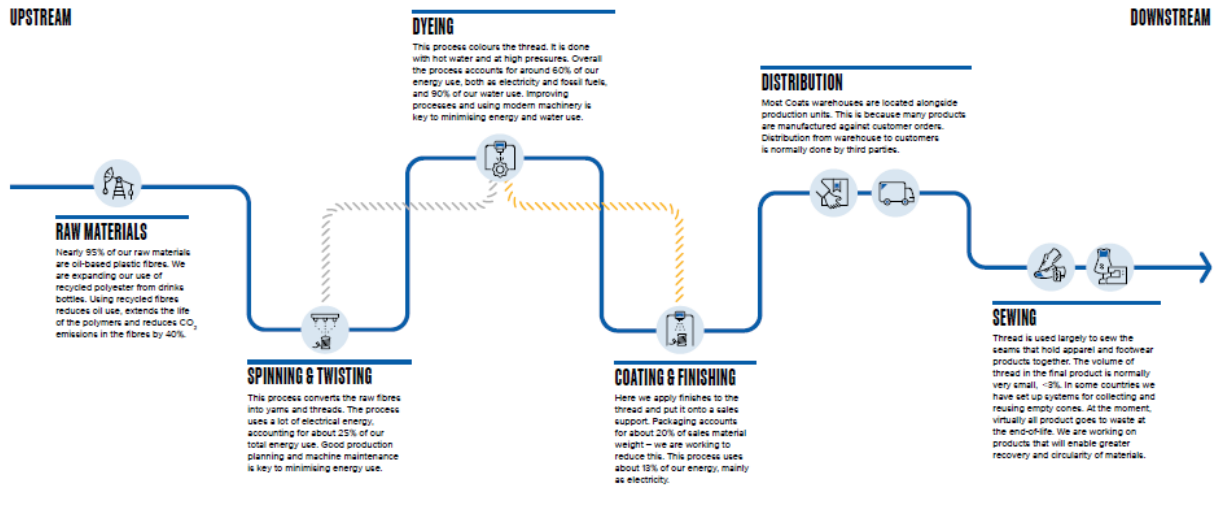 UPSTREAM
DOWNSTREAM
RAW MATERIALS
Nearly 95% of our raw materials
are oil-based plastic fibres. We
are expanding our use of
recycled polyester from drinks
bottles. Using recycled fibres
reduces oil use, extends the life
of the polymers and reduces CO₂
emissions in the fibres by 40%.
SPINNING & TWISTING
This process converts the raw fibres
into yarns and threads. The process
uses a lot of electrical energy,
accounting for about 25% of our
total energy use. Good production
planning and machine maintenance
is key to minimising energy use.
DYEING
This process colours the thread. It is done
with hot water and at high pressures. Overall
the process accounts for around 60% of our
energy use, both as electricity and fossil fuels,
and 90% of our water use. Improving
processes and using modern machinery is
key to minimising energy and water use.
COATING & FINISHING
Here we apply finishes to the
thread and put it onto a sales
support. Packaging accounts
for about 20% of sales material
weight – we are working to
reduce this. This process uses
about 13% of our energy, mainly
as electricity.
DISTRIBUTION
Most Coats warehouses are located alongside
production units. This is because many products
are manufactured against customer orders.
Distribution from warehouse to customers
is normally done by third parties.
SEWING
Thread is used largely to sew the
seams that hold apparel and footwear
products together. The volume of
thread in the final product is normally
very small, <3%. In some countries we
have set up systems for collecting and
reusing empty cones. At the moment,
virtually all product goes to waste at
the end-of-life. We are working on
products that will enable greater
recovery and circularity of materials.